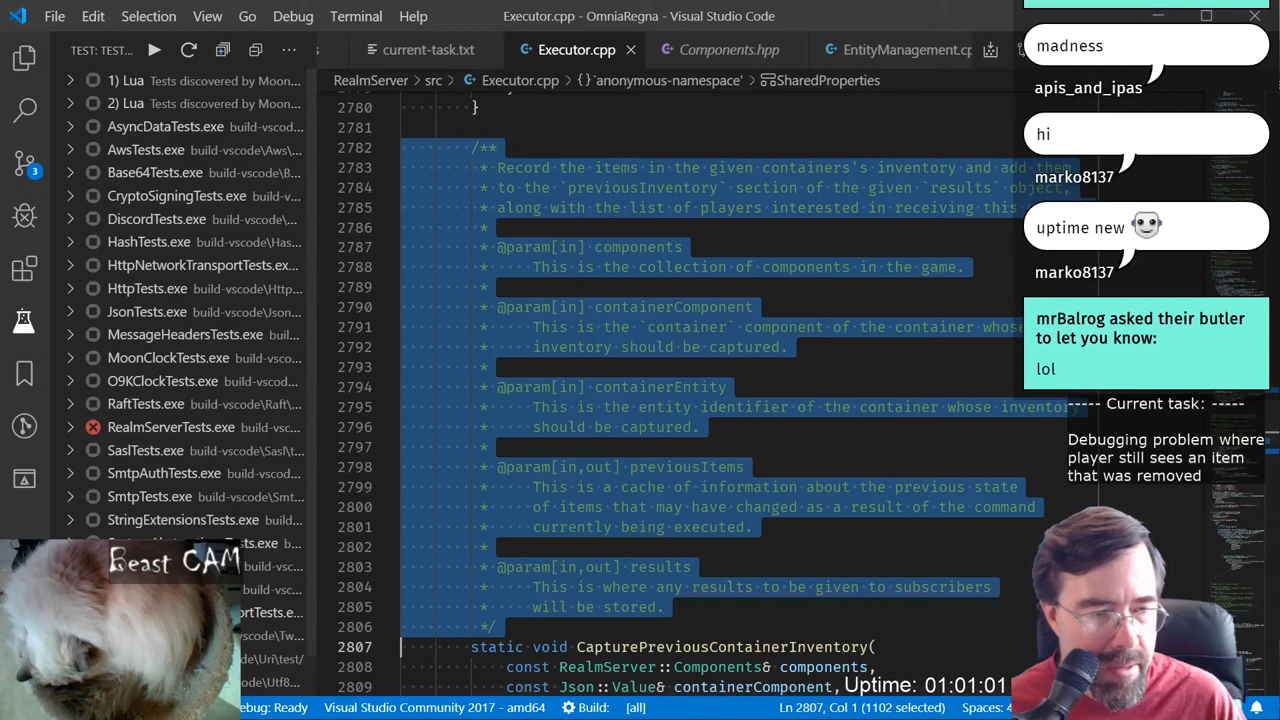 File Edit Selection View Go Debug Terminal Help
Executor.cpp - OmniaRegna - Visual Studio Code
TEST: TEST...
current-task.txt Executor.cpp Components.hpp EntityManagement.cp
RealmServer > src > Executor.cpp > {}`anonymous-namespace' > SharedProperties
1) Lua Tests discovered by Moon...
2) Lua Tests discovered by Moon...
AsyncDataTests.exe build-vsco...
AwsTests.exe build-vscode\Aws\...
Base64Tests.exe build-vscode\...
CryptoSignTests.exe build-vsco...
DiscordTests.exe build-vscode\...
HashTests.exe build-vscode\Has...
HttpNetworkTransportTests.ex...
HttpTests.exe build-vscode\Http...
JsonTests.exe build-vscode\Json...
MessageHeadersTests.exe build...
MoonClockTests.exe build-vsco...
O9KClockTests.exe build-vscod...
RaftTests.exe build-vscode\Raft\...
RealmServerTests.exe build-vsc...
SaslTests.exe build-vscode\Sasl\t...
SmtpAuthTests.exe build-vscod...
SmtpTests.exe build-vscode\Smt...
StringExtensionsTests.exe build...
Beast CAM
2780 }
2781
2782 /**
2783 * Record the items in the given containers's inventory and add them
* to the `previousInventory` section of the given `results` object,
* along with the list of players interested in receiving this
*
2787 * @param[in] components
* This is the collection of components in the game.
*
2790 * @param[in] containerComponent
2791 * This is the `container` component of the container whose
2792 * inventory should be captured.
2793 *
2794 * @param[in] containerEntity
2795 * This is the entity identifier of the container whose inventory
2796 * should be captured.
*
2798 * @param[in,out] previousItems
* This is a cache of information about the previous state
* or items that may have changed as a result of the command
2801 * currently being executed.
2802 *
2803 * @param[in,out] results
2804 * This is where any results to be given to subscribers
2805 * will be stored.
2806 */
2807 static void CapturePreviousContainerInventory(
2808 const RealmServer::Components& components,
2809 const Json::Value& containerComponent,
madness
apis_and_ipas
hi
marko8137
uptime new
marko8137
mrBalrog asked their butler
to let you know:
lol
----- Current task: -----
Debugging problem where
player still sees an item
that was removed
Uptime: 01:01:01
ebug: Ready Visual Studio Community 2017 - amd64 Build: [all] Ln 2807, Col 1 (1102 selected) Spaces: 4